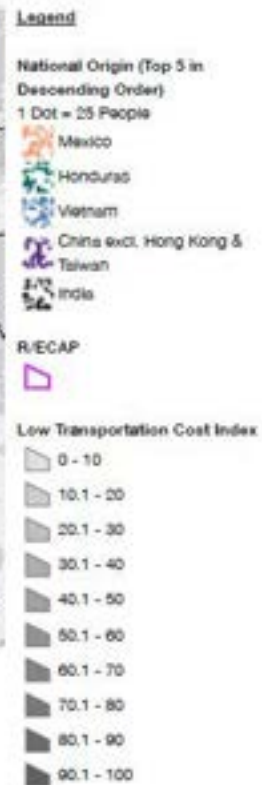 Legend
National Origin (Top 5 in
Descending Order)
1 Dot = 25 People
Mexico
Honduras
Vietnam
China excl. Hong Kong &
Taiwan
India
R/ECAP
Low Transportation Cost Index
0 - 10
10.1 - 20
20.1 - 30
30.1 - 40
40.1 - 50
50.1 - 60
60.1 - 70
70.1 - 80
80.1 - 90
90.1 - 100